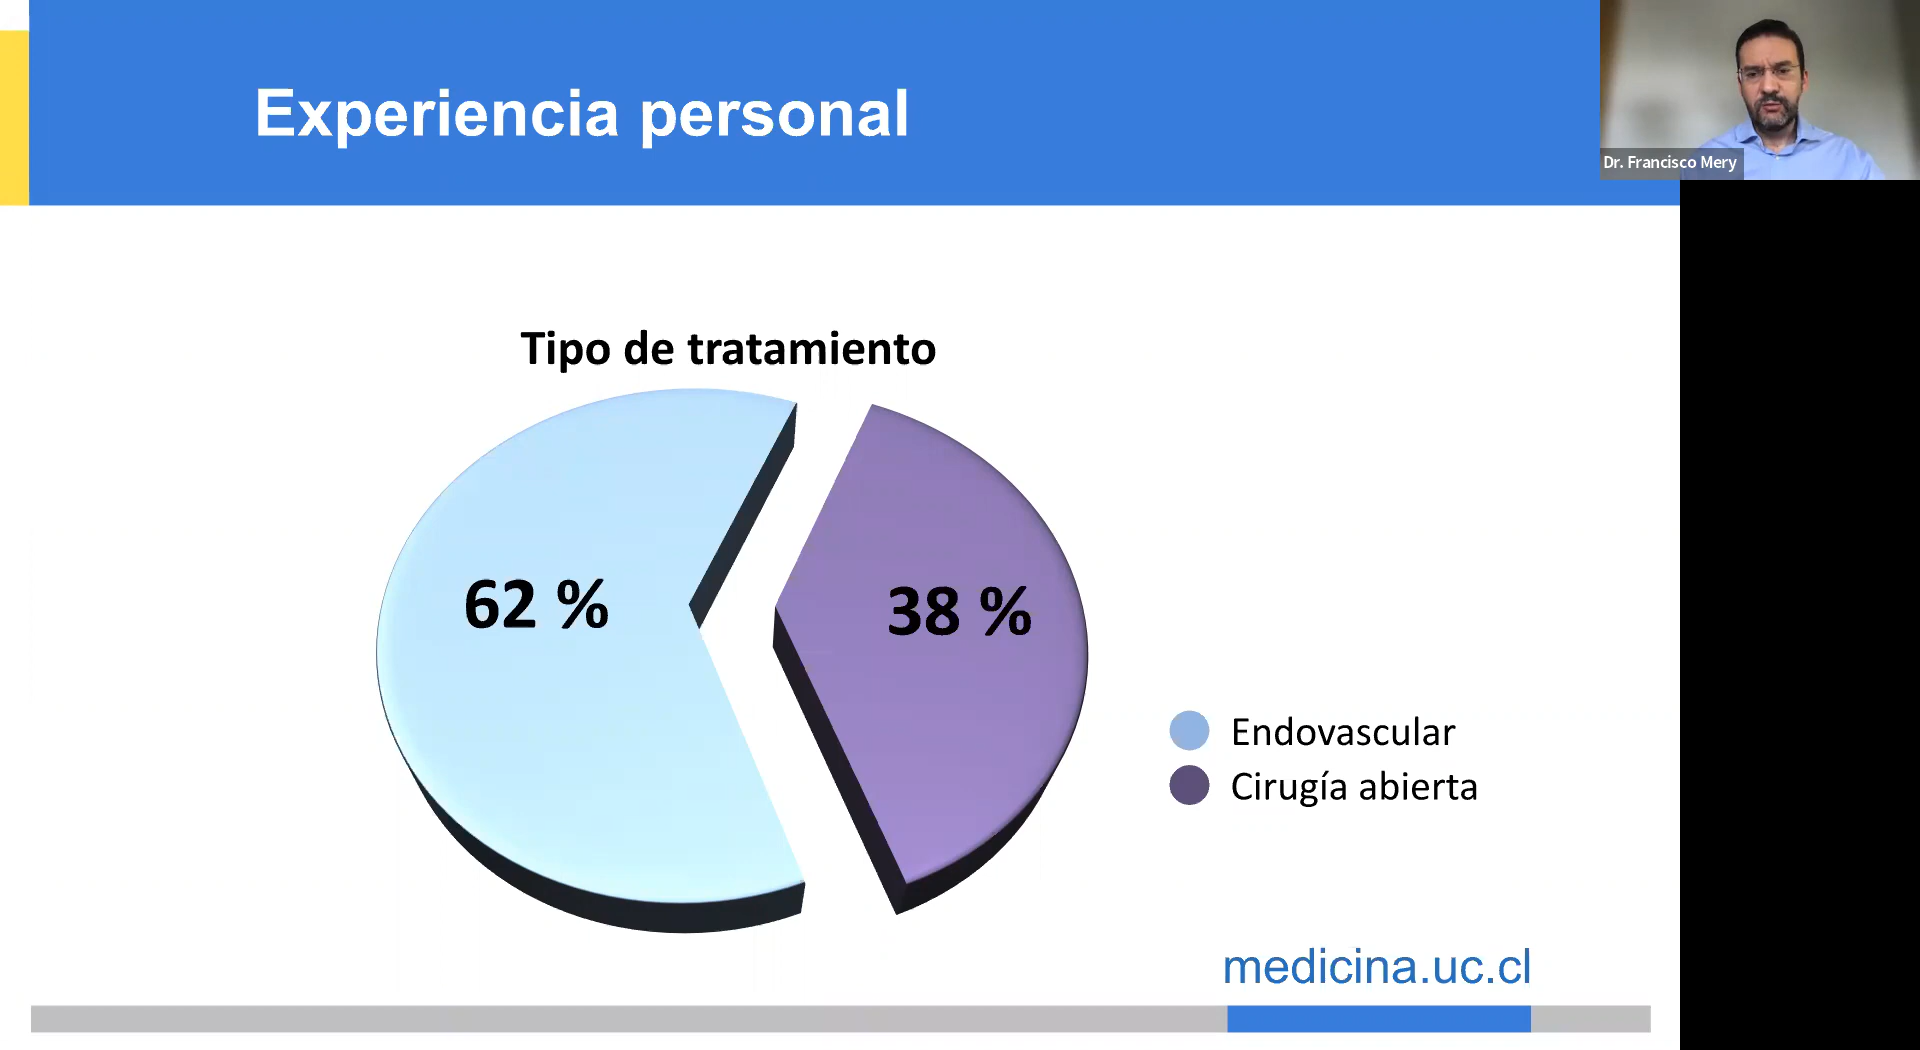 Experiencia personal
Dr. Francisco Mery
Tipo de tratamiento
62 %
38 %
Endovascular
Cirugía abierta
medicina.uc.cl